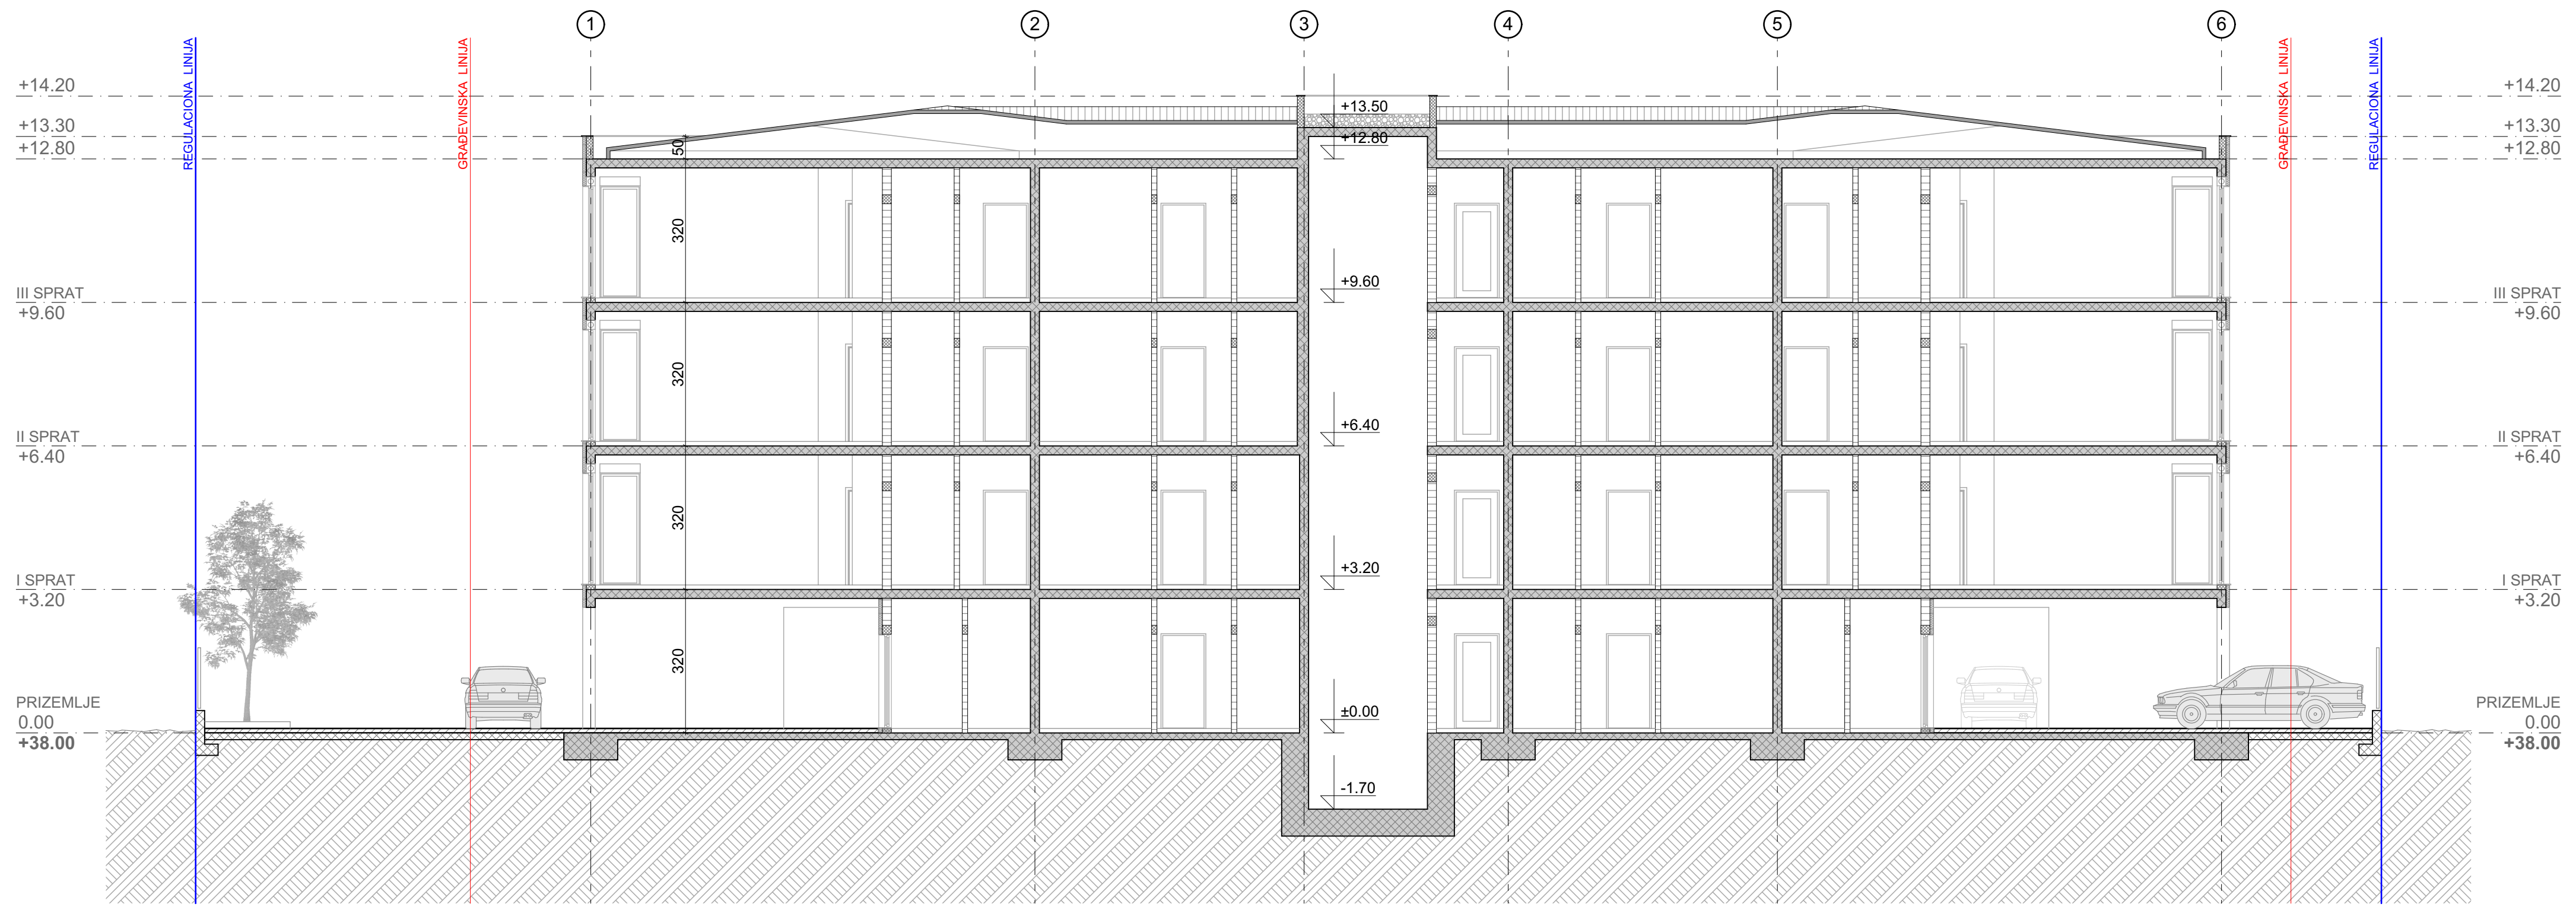 1
2
3
4
5
6
REGULACIONA LINIJA
GRAĐEVINSKA LINIJA
GRAĐEVINSKA LINIJA
REGULACIONA LINIJA
+14.20
+14.20
+13.50
+13.30
+13.30
+12.80
50
+12.80
+12.80
320
+9.60
III SPRAT
+9.60
III SPRAT
+9.60
320
+6.40
II SPRAT
+6.40
II SPRAT
+6.40
320
+3.20
I SPRAT
+3.20
I SPRAT
+3.20
320
±0.00
PRIZEMLJE
0.00
+38.00
PRIZEMLJE
0.00
+38.00
-1.70